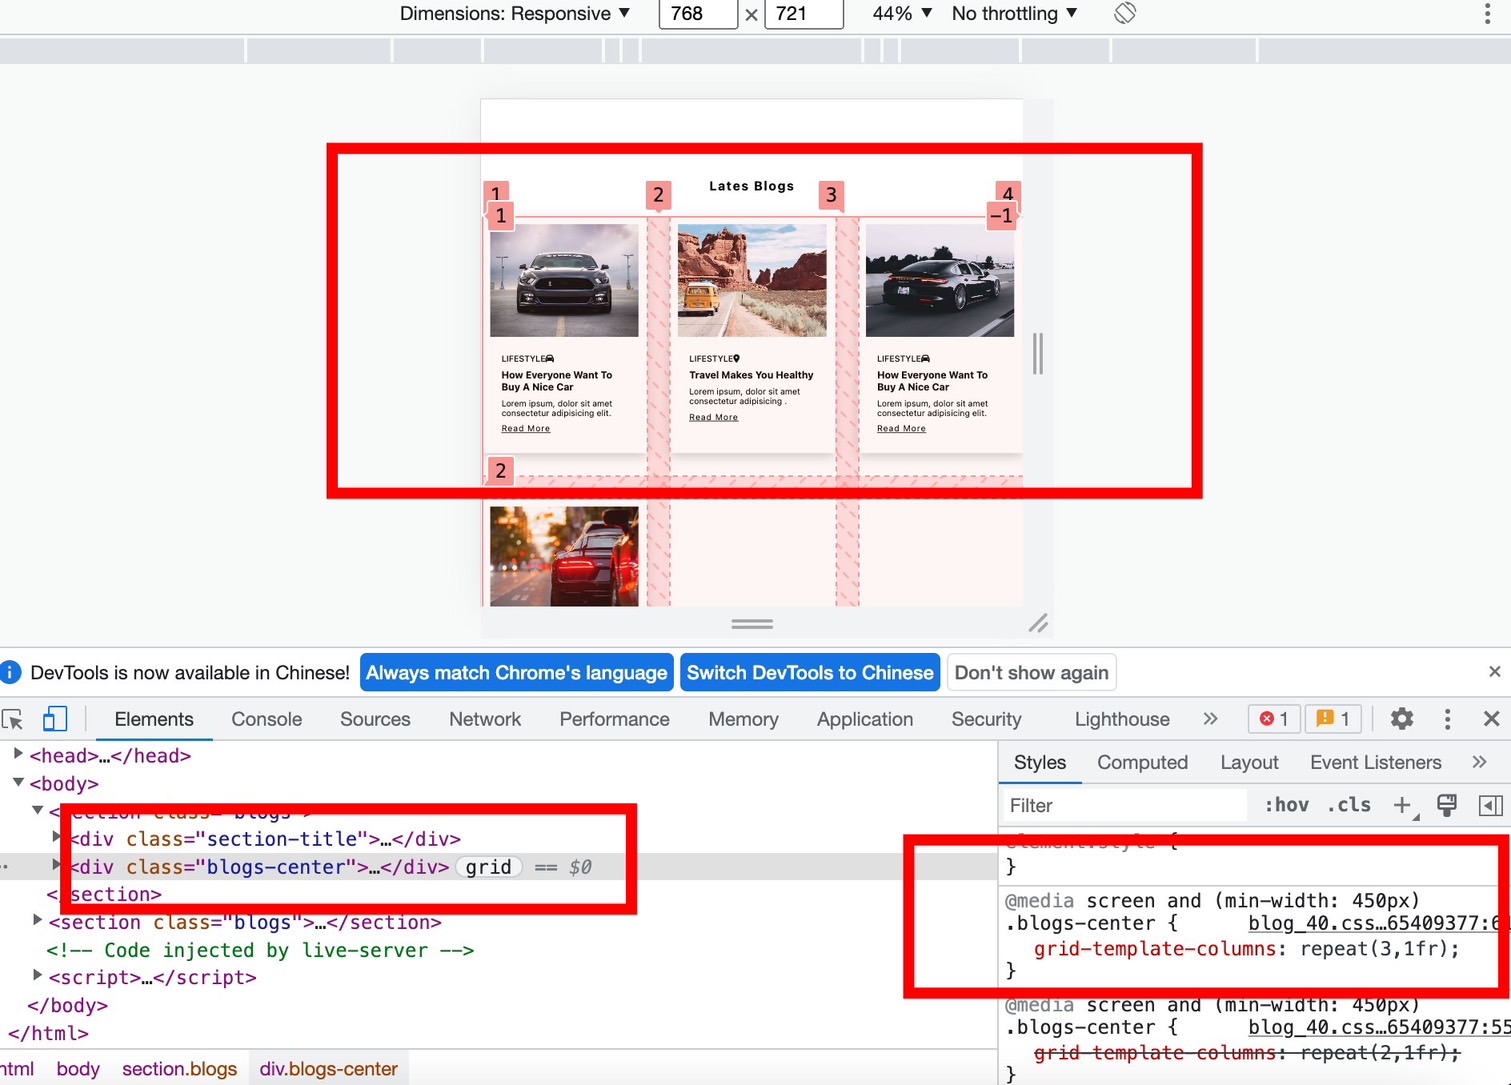 Dimensions: Responsive ▼ 768 × 721 44% ▼ No throttling ▼
Lates Blogs
1 2 3 4
1 −1
LIFESTYLE
How Everyone Want To
Buy A Nice Car
Lorem ipsum, dolor sit amet
consectetur adipisicing elit.
Read More
LIFESTYLE
Travel Makes You Healthy
Lorem ipsum, dolor sit amet
consectetur adipisicing .
Read More
LIFESTYLE
How Everyone Want To
Buy A Nice Car
Lorem ipsum, dolor sit amet
consectetur adipisicing elit.
Read More
2
DevTools is now available in Chinese! Always match Chrome's language Switch DevTools to Chinese Don't show again ×
Elements Console Sources Network Performance Memory Application Security Lighthouse » 1 1
<head>…</head>
<body>
<section class="blogs">
<div class="section-title">…</div>
<div class="blogs-center">…</div> grid == $0
</section>
<section class="blogs">…</section>
<!-- Code injected by live-server -->
<script>…</script>
</body>
</html>
html body section.blogs div.blogs-center
Styles Computed Layout Event Listeners »
Filter :hov .cls +
element.style {
}
@media screen and (min-width: 450px)
.blogs-center { blog_40.css…65409377:6
grid-template-columns: repeat(3,1fr);
}
@media screen and (min-width: 450px)
.blogs-center { blog_40.css…65409377:55
grid-template-columns: repeat(2,1fr);
}